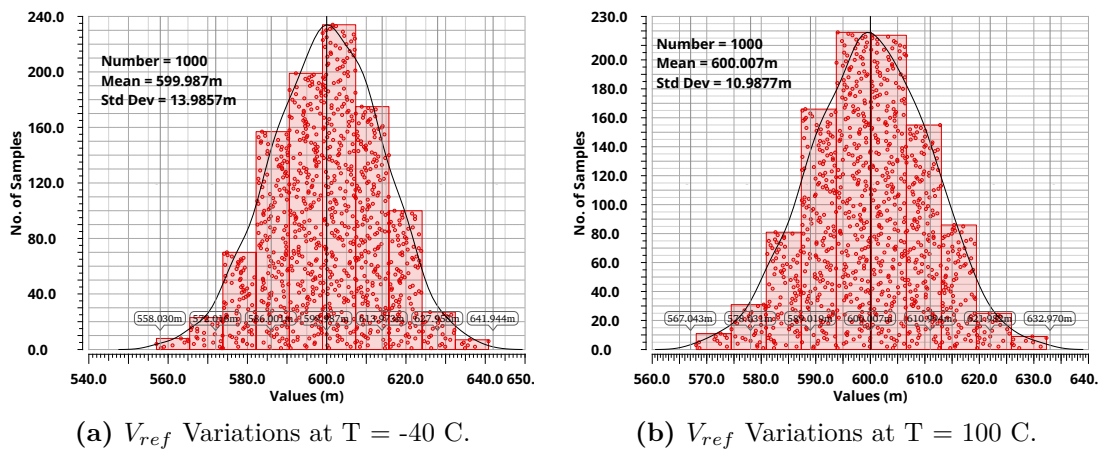 240.0
200.0
160.0
120.0
80.0
40.0
0.0
No. of Samples
Number = 1000
Mean = 599.987m
Std Dev = 13.9857m
558.030m
641.944m
540.0 560.0 580.0 600.0 620.0 640.0 650.
Values (m)
(a) Vref Variations at T = -40 C.
230.0
200.0
180.0
160.0
140.0
120.0
100.0
80.0
60.0
40.0
20.0
0.0
No. of Samples
Number = 1000
Mean = 600.007m
Std Dev = 10.9877m
567.043m
632.970m
560.0 570.0 580.0 590.0 600.0 610.0 620.0 630.0 640.
Values (m)
(b) Vref Variations at T = 100 C.